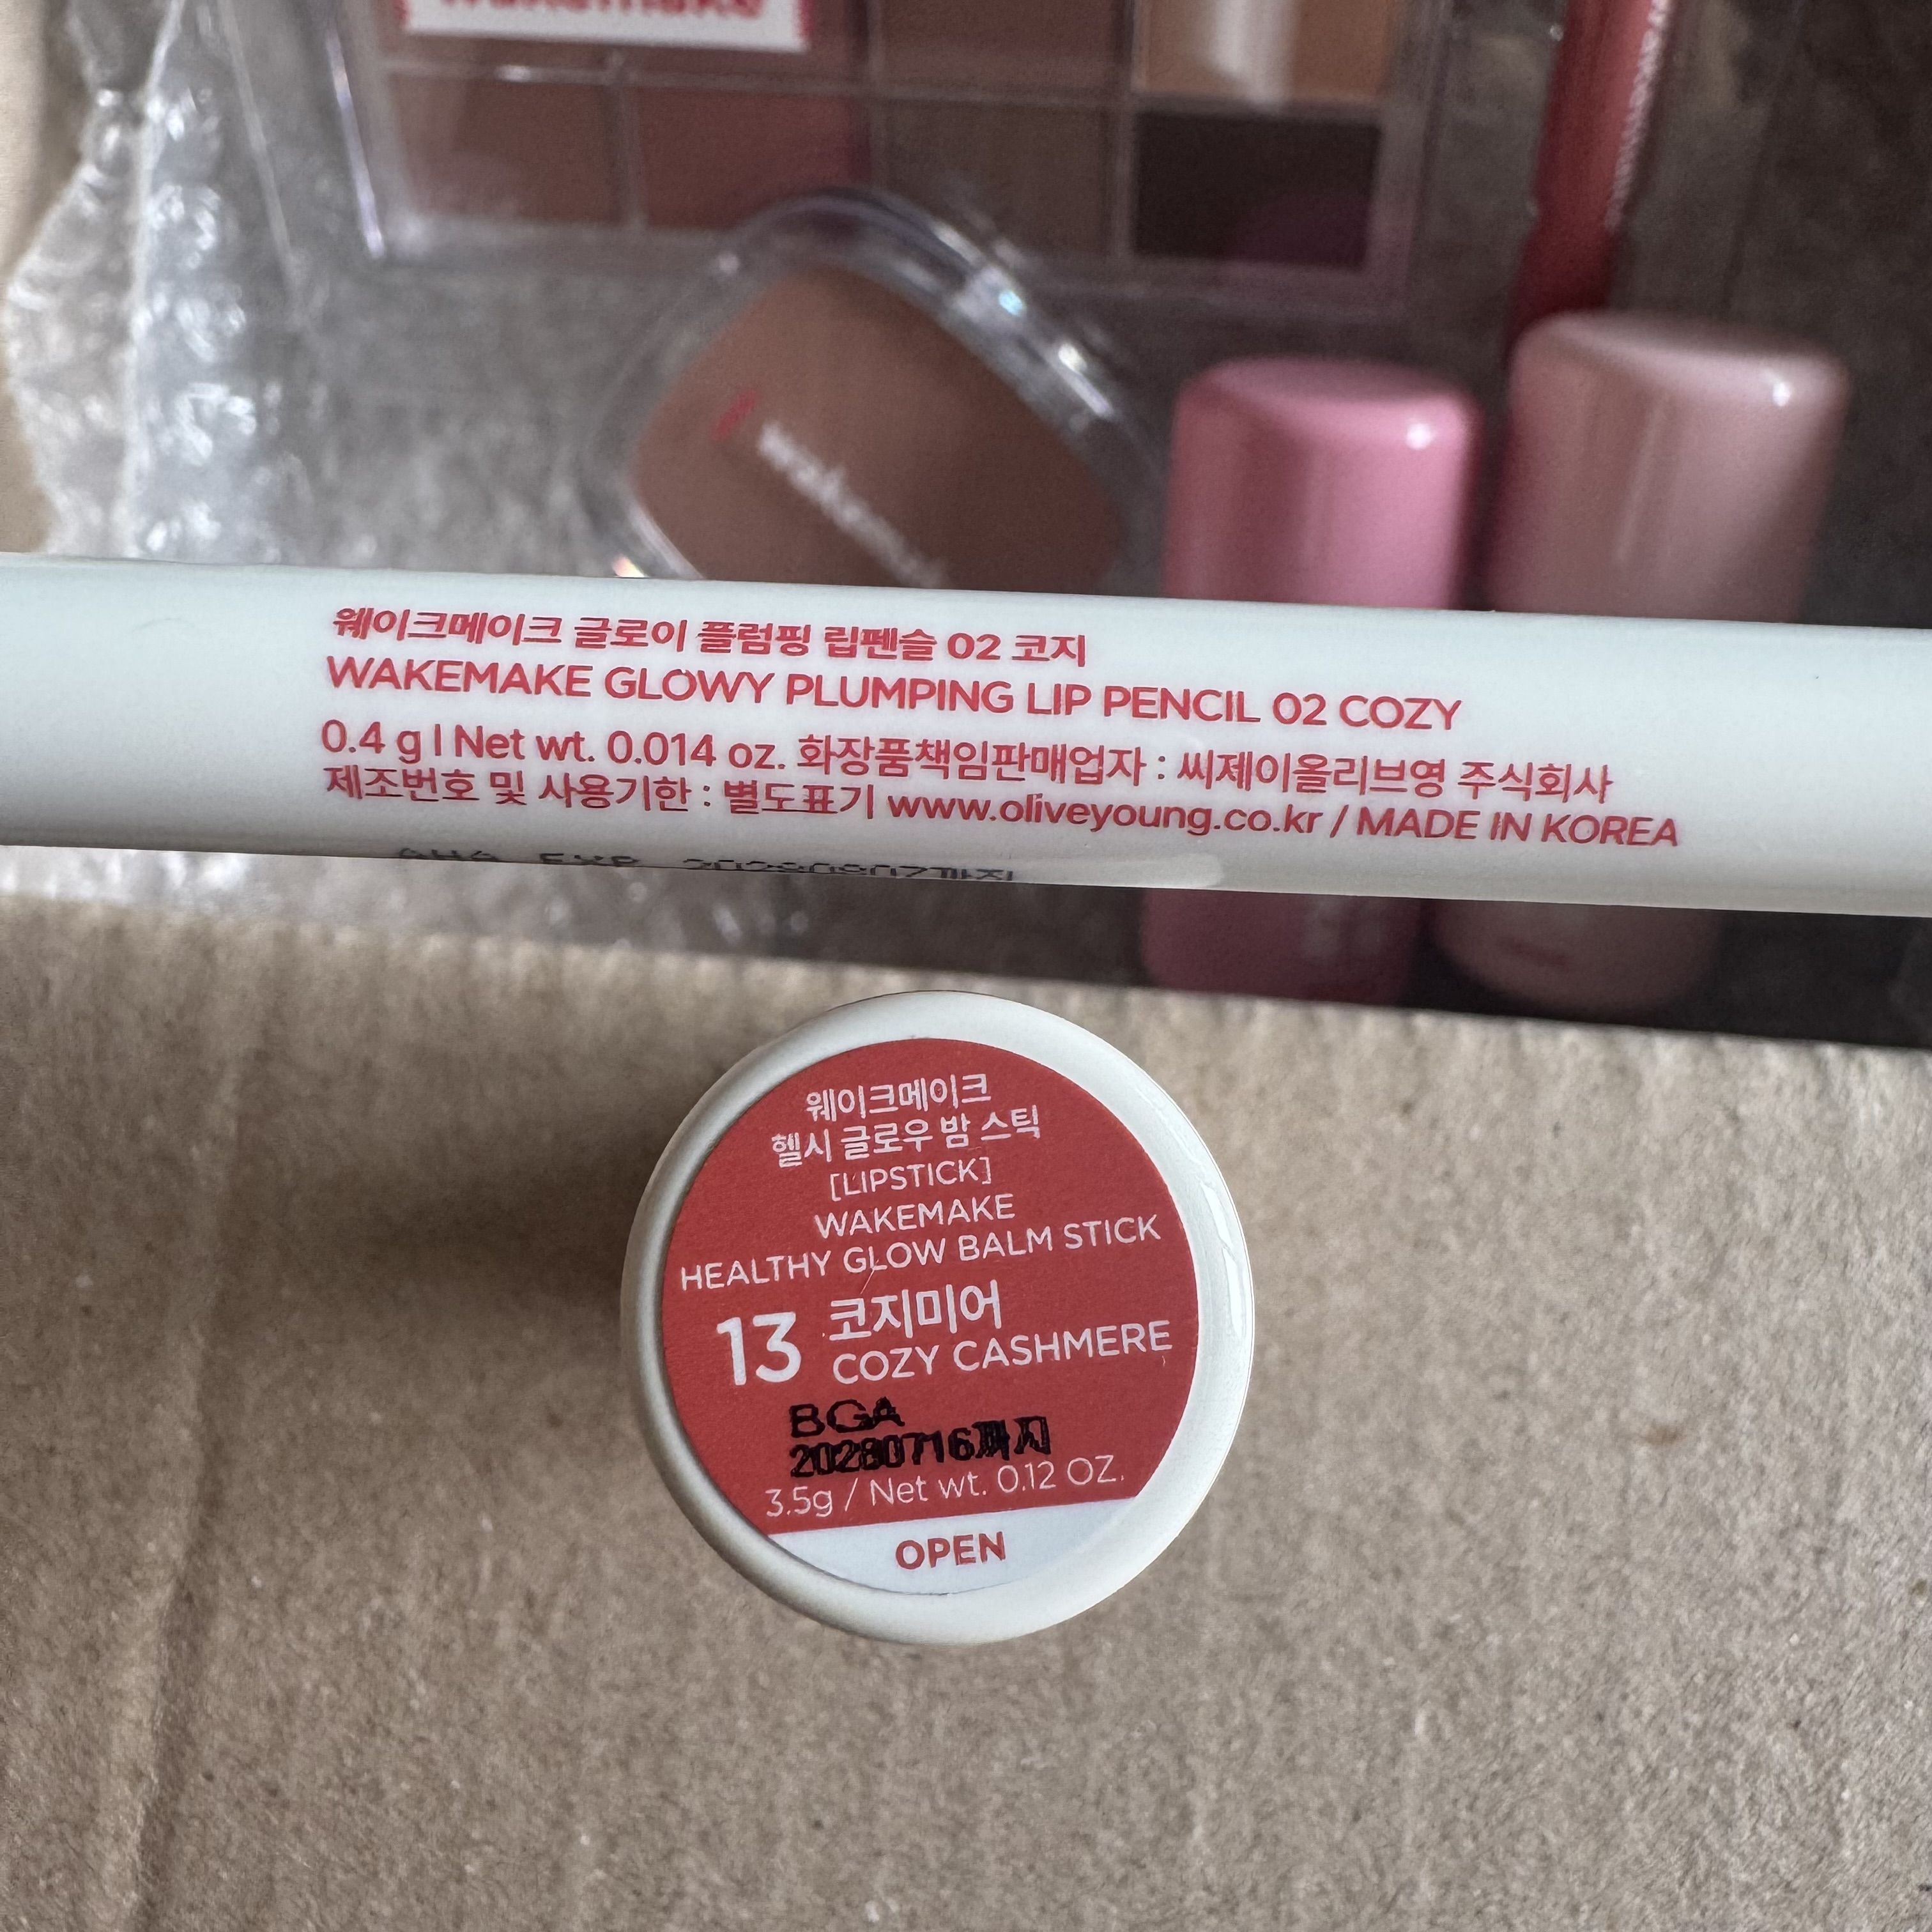 wakemake
웨이크메이크 글로이 플럼핑 립펜슬 02 코지
WAKEMAKE GLOWY PLUMPING LIP PENCIL 02 COZY
0.4 g | Net wt. 0.014 oz. 화장품책임판매업자 : 씨제이올리브영 주식회사
제조번호 및 사용기한 : 별도표기 www.oliveyoung.co.kr / MADE IN KOREA
EXP
웨이크메이크
헬시 글로우 밤 스틱
[LIPSTICK]
WAKEMAKE
HEALTHY GLOW BALM STICK
13 코지미어
COZY CASHMERE
BGA
20280716까지
3.5g / Net wt. 0.12 OZ.
OPEN